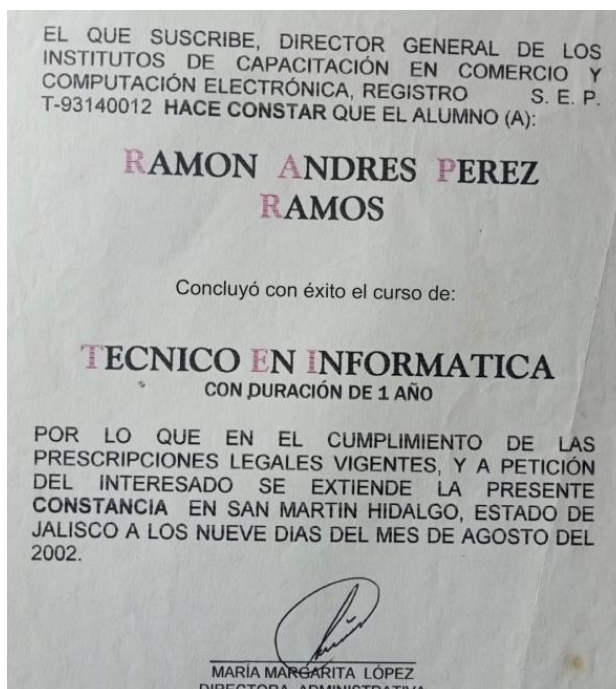 EL QUE SUSCRIBE, DIRECTOR GENERAL DE LOS
INSTITUTOS DE CAPACITACIÓN EN COMERCIO Y
COMPUTACIÓN ELECTRÓNICA, REGISTRO S. E. P.
T-93140012 HACE CONSTAR QUE EL ALUMNO (A):
RAMON ANDRES PEREZ
RAMOS
Concluyó con éxito el curso de:
TECNICO EN INFORMATICA
CON DURACIÓN DE 1 AÑO
POR LO QUE EN EL CUMPLIMIENTO DE LAS
PRESCRIPCIONES LEGALES VIGENTES, Y A PETICIÓN
DEL INTERESADO SE EXTIENDE LA PRESENTE
CONSTANCIA EN SAN MARTIN HIDALGO, ESTADO DE
JALISCO A LOS NUEVE DIAS DEL MES DE AGOSTO DEL
2002.
MARÍA MARGARITA LÓPEZ
DIRECTORA ADMINISTRATIVA